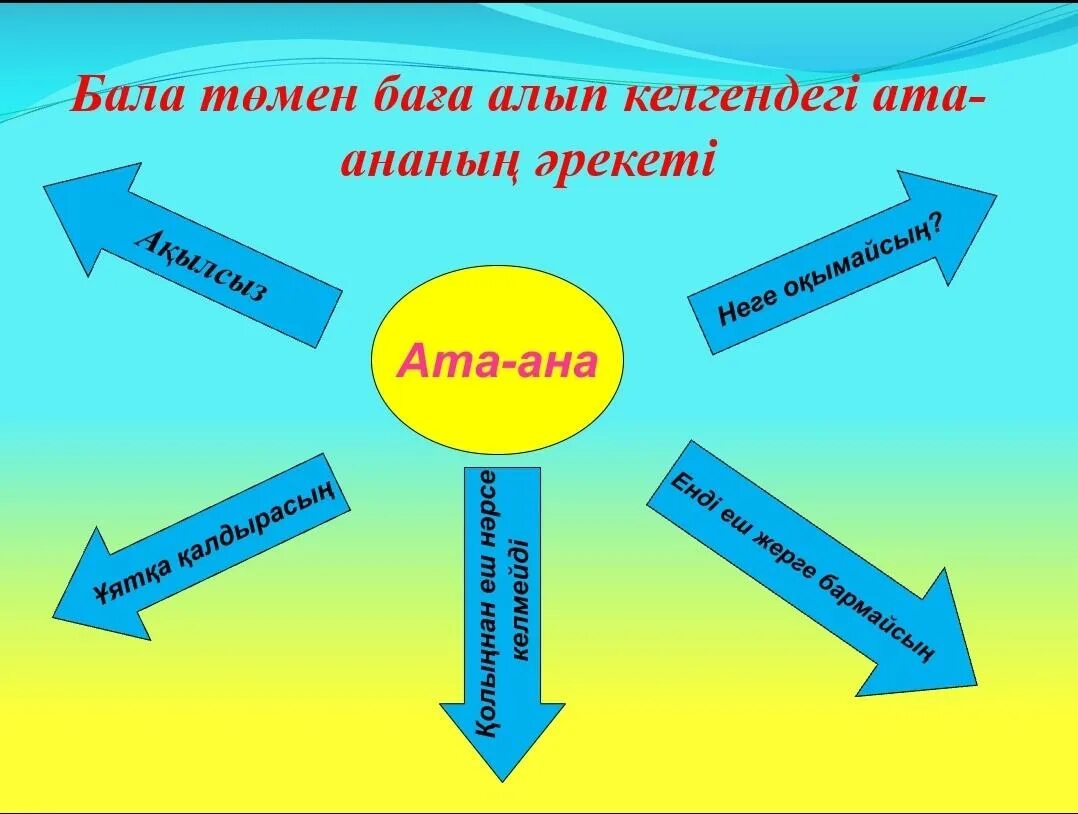 Бала төмен баға алып келгендегі ата-
ананың әрекеті
Ақылсыз
Неге оқымайсың?
Ата-ана
Ұятқа қалдырасың
Қолыңнан еш нәрсе
келмейді
Енді еш жерге бармайсың